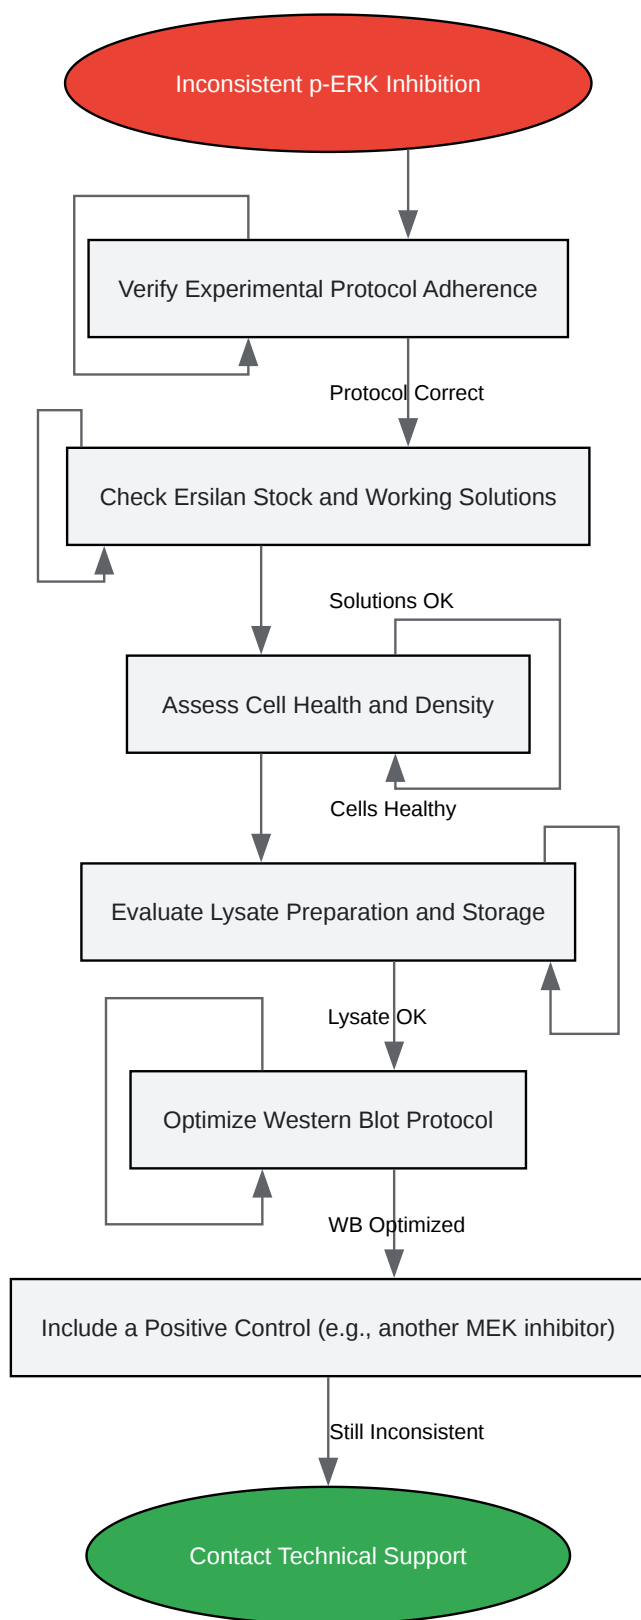 Inconsistent p-ERK Inhibition
Verify Experimental Protocol Adherence
Protocol Correct
Check Ersilan Stock and Working Solutions
Solutions OK
Assess Cell Health and Density
Cells Healthy
Evaluate Lysate Preparation and Storage
Lysate OK
Optimize Western Blot Protocol
WB Optimized
Include a Positive Control (e.g., another MEK inhibitor)
Still Inconsistent
Contact Technical Support